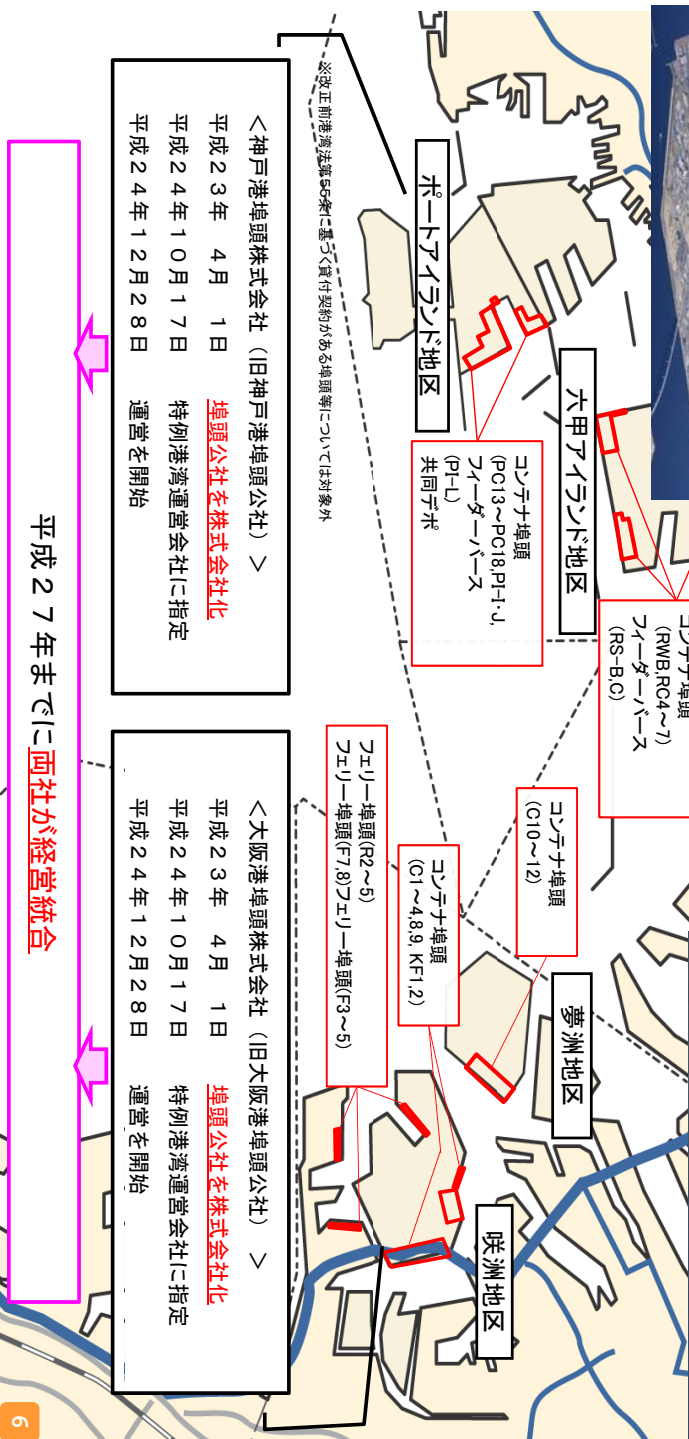 コンテナ埠頭
(RWB,RC4～7)
フィーダーバース
(RS-B,C)
六甲アイランド地区
ポートアイランド地区
コンテナ埠頭
(PC13～PC18,PI-I・J,
フィーダーバース
(PI-L)
共同デポ
夢洲地区
コンテナ埠頭
(C10～12)
咲洲地区
コンテナ埠頭
(C1～4,8,9, KF1,2)
フェリー埠頭(R2～5)
フェリー埠頭(F7,8)フェリー埠頭(F3～5)
※改正前港湾法第55条に基づく貸付契約がある埠頭等については対象外
＜神戸港埠頭株式会社（旧神戸港埠頭公社）＞
平成２３年　４月　１日　埠頭公社を株式会社化
平成２４年１０月１７日　特例港湾運営会社に指定
平成２４年１２月２８日　運営を開始
＜大阪港埠頭株式会社（旧大阪港埠頭公社）＞
平成２３年　４月　１日　埠頭公社を株式会社化
平成２４年１０月１７日　特例港湾運営会社に指定
平成２４年１２月２８日　運営を開始
平成２７年までに両社が経営統合
6